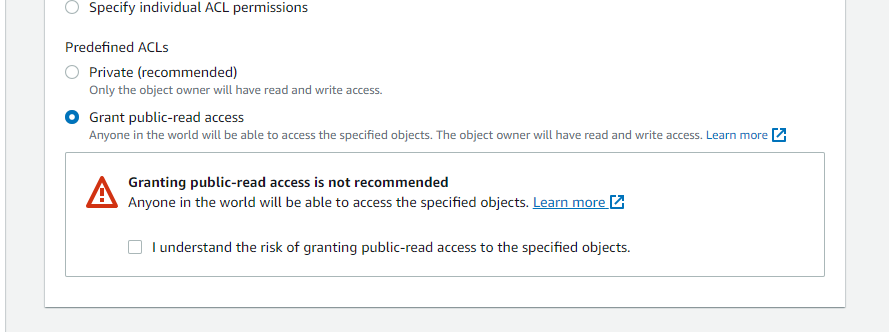 Specify individual ACL permissions
Predefined ACLs
Private (recommended)
Only the object owner will have read and write access.
Grant public-read access
Anyone in the world will be able to access the specified objects. The object owner will have read and write access. Learn more
Granting public-read access is not recommended
Anyone in the world will be able to access the specified objects. Learn more
I understand the risk of granting public-read access to the specified objects.